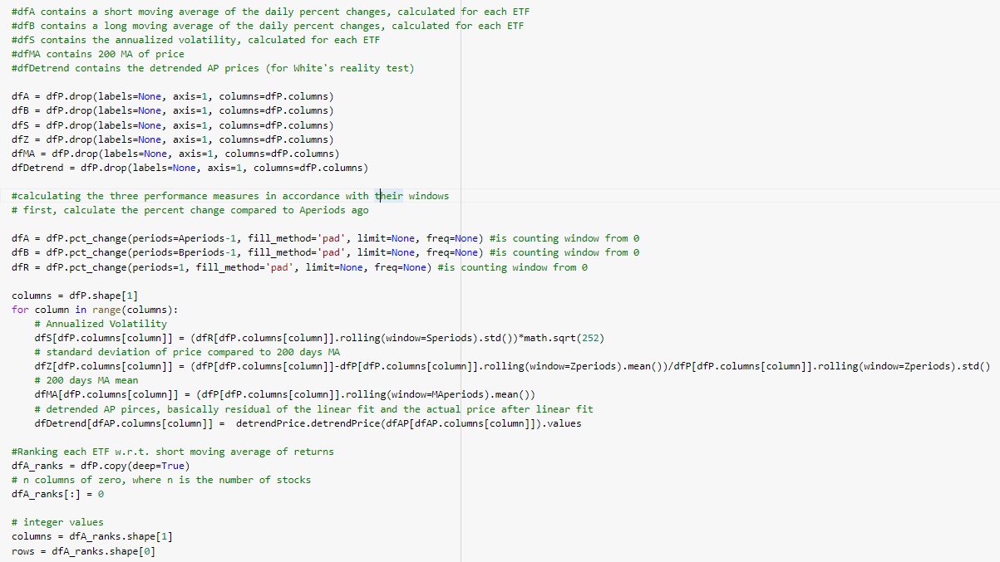 #dfA contains a short moving average of the daily percent changes, calculated for each ETF
#dfB contains a long moving average of the daily percent changes, calculated for each ETF
#dfS contains the annualized volatility, calculated for each ETF
#dfMA contains 200 MA of price
#dfDetrend contains the detrended AP prices (for White's reality test)
dfA = dfP.drop(labels=None, axis=1, columns=dfP.columns)
dfB = dfP.drop(labels=None, axis=1, columns=dfP.columns)
dfS = dfP.drop(labels=None, axis=1, columns=dfP.columns)
dfZ = dfP.drop(labels=None, axis=1, columns=dfP.columns)
dfMA = dfP.drop(labels=None, axis=1, columns=dfP.columns)
dfDetrend = dfP.drop(labels=None, axis=1, columns=dfP.columns)
#calculating the three performance measures in accordance with their windows
# first, calculate the percent change compared to Aperiods ago
dfA = dfP.pct_change(periods=Aperiods-1, fill_method='pad', limit=None, freq=None) #is counting window from 0
dfB = dfP.pct_change(periods=Bperiods-1, fill_method='pad', limit=None, freq=None) #is counting window from 0
dfR = dfP.pct_change(periods=1, fill_method='pad', limit=None, freq=None) #is counting window from 0
columns = dfP.shape[1]
for column in range(columns):
    # Annualized Volatility
    dfS[dfP.columns[column]] = (dfR[dfP.columns[column]].rolling(window=Speriods).std())*math.sqrt(252)
    # standard deviation of price compared to 200 days MA
    dfZ[dfP.columns[column]] = (dfP[dfP.columns[column]]-dfP[dfP.columns[column]].rolling(window=Zperiods).mean())/dfP[dfP.columns[column]].rolling(window=Zperiods).std()
    # 200 days MA mean
    dfMA[dfP.columns[column]] = (dfP[dfP.columns[column]].rolling(window=MAperiods).mean())
    # detrended AP pirces, basically residual of the linear fit and the actual price after linear fit
    dfDetrend[dfAP.columns[column]] =  detrendPrice.detrendPrice(dfAP[dfAP.columns[column]]).values
#Ranking each ETF w.r.t. short moving average of returns
dfA_ranks = dfP.copy(deep=True)
# n columns of zero, where n is the number of stocks
dfA_ranks[:] = 0
# integer values
columns = dfA_ranks.shape[1]
rows = dfA_ranks.shape[0]